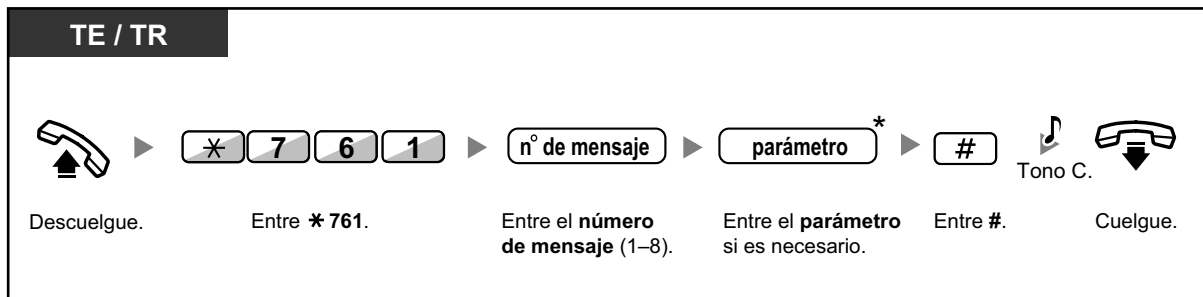 TE / TR
* 7 6 1
n° de mensaje
parámetro
*
#
Tono C.
Descuelgue.
Entre * 761.
Entre el número
de mensaje (1–8).
Entre el parámetro
si es necesario.
Entre #.
Cuelgue.